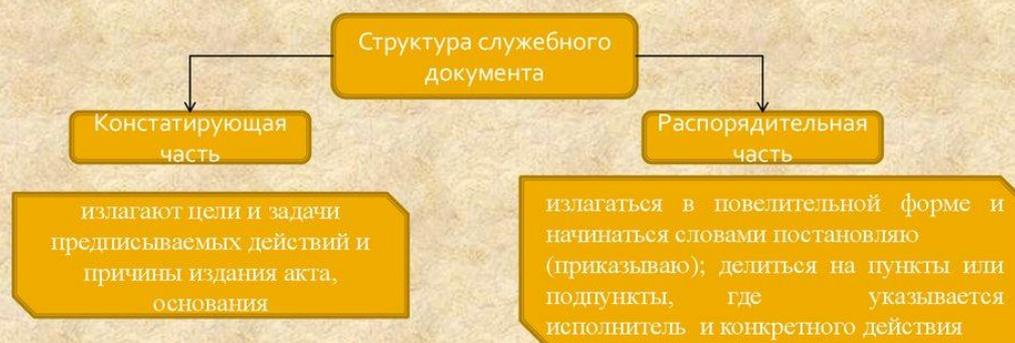 Структура служебного
документа
Констатирующая
часть
Распорядительная
часть
излагают цели и задачи
предписываемых действий и
причины издания акта,
основания
излагаться в повелительной форме и
начинаться словами постановляю
(приказываю); делиться на пункты или
подпункты, где указывается
исполнитель и конкретного действия